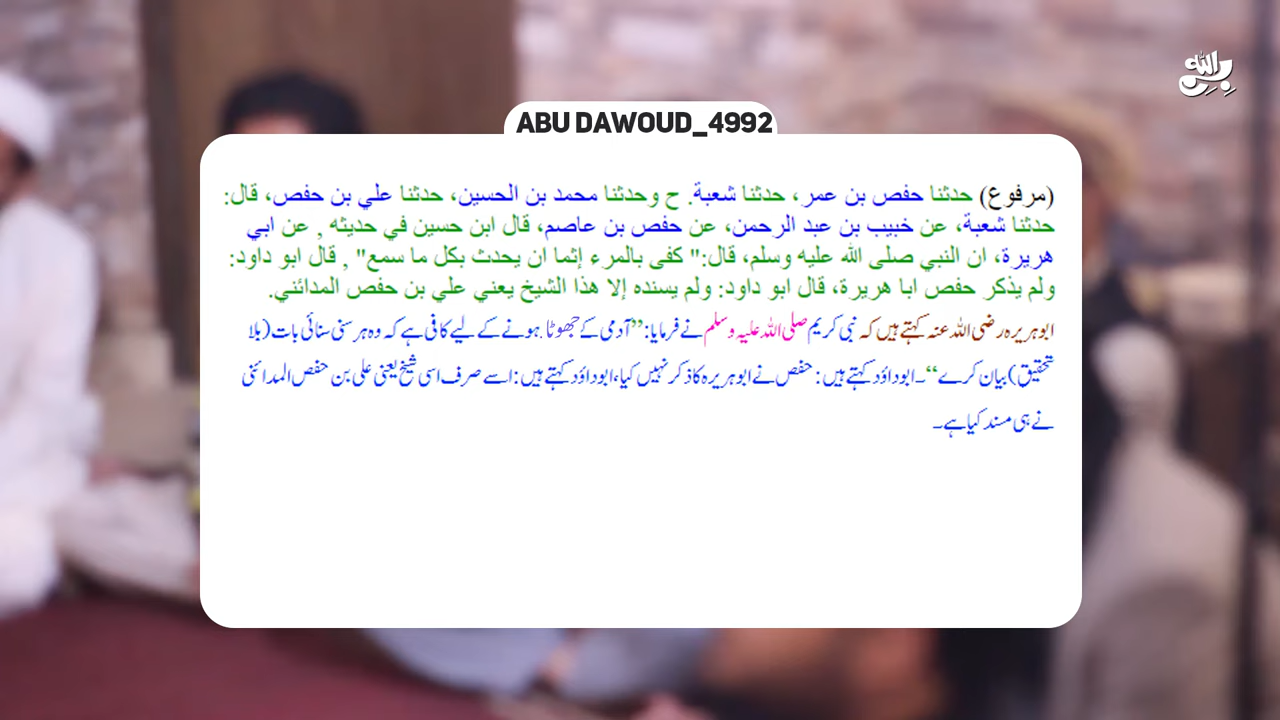 بسم الله
ABU DAWOUD_4992
(مرفوع) حدثنا حفص بن عمر، حدثنا شعبة. ح وحدثنا محمد بن الحسين، حدثنا علي بن حفص، قال:
حدثنا شعبة، عن خبيب بن عبد الرحمن، عن حفص بن عاصم، قال ابن حسين في حديثه , عن ابي
هريرة، ان النبي صلى الله عليه وسلم، قال:" كفى بالمرء إثما ان يحدث بكل ما سمع" , قال ابو داود:
ولم يذكر حفص ابا هريرة، قال ابو داود: ولم يسنده إلا هذا الشيخ يعني علي بن حفص المدائني.
ابوہریرہ رضی اللہ عنہ کہتے ہیں کہ نبی کریم صلی اللہ علیہ وسلم نے فرمایا: ”آدمی کے جھوٹا. ہونے کے لیے کافی ہے کہ وہ ہر سنی سنائی بات (بلا
تحقیق) بیان کرے“۔ ابوداؤد کہتے ہیں: حفص نے ابوہریرہ کا ذکر نہیں کیا، ابوداؤد کہتے ہیں: اسے صرف اسی شیخ یعنی علی بن حفص المدائنی
نے ہی مسند کیا ہے۔